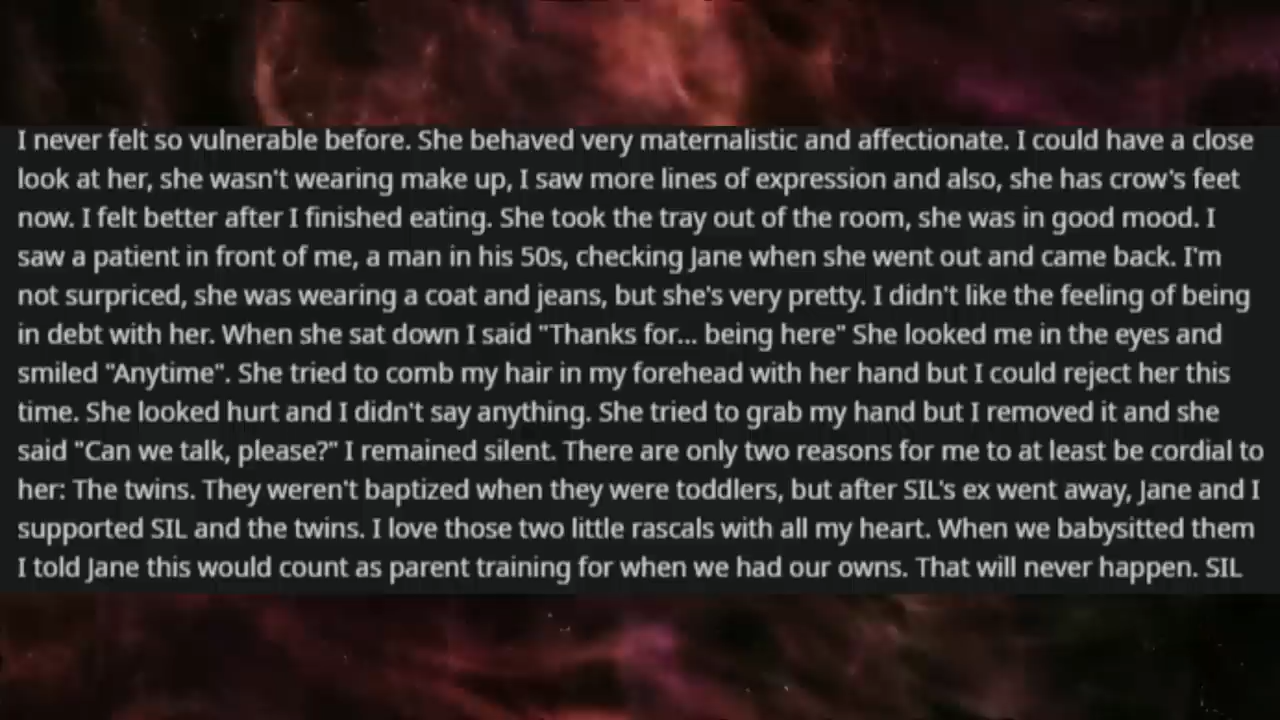 I never felt so vulnerable before. She behaved very maternalistic and affectionate. I could have a close
look at her, she wasn't wearing make up, I saw more lines of expression and also, she has crow's feet
now. I felt better after I finished eating. She took the tray out of the room, she was in good mood. I
saw a patient in front of me, a man in his 50s, checking Jane when she went out and came back. I'm
not surpriced, she was wearing a coat and jeans, but she's very pretty. I didn't like the feeling of being
in debt with her. When she sat down I said "Thanks for... being here" She looked me in the eyes and
smiled "Anytime". She tried to comb my hair in my forehead with her hand but I could reject her this
time. She looked hurt and I didn't say anything. She tried to grab my hand but I removed it and she
said "Can we talk, please?" I remained silent. There are only two reasons for me to at least be cordial to
her: The twins. They weren't baptized when they were toddlers, but after SIL's ex went away, Jane and I
supported SIL and the twins. I love those two little rascals with all my heart. When we babysitted them
I told Jane this would count as parent training for when we had our owns. That will never happen. SIL